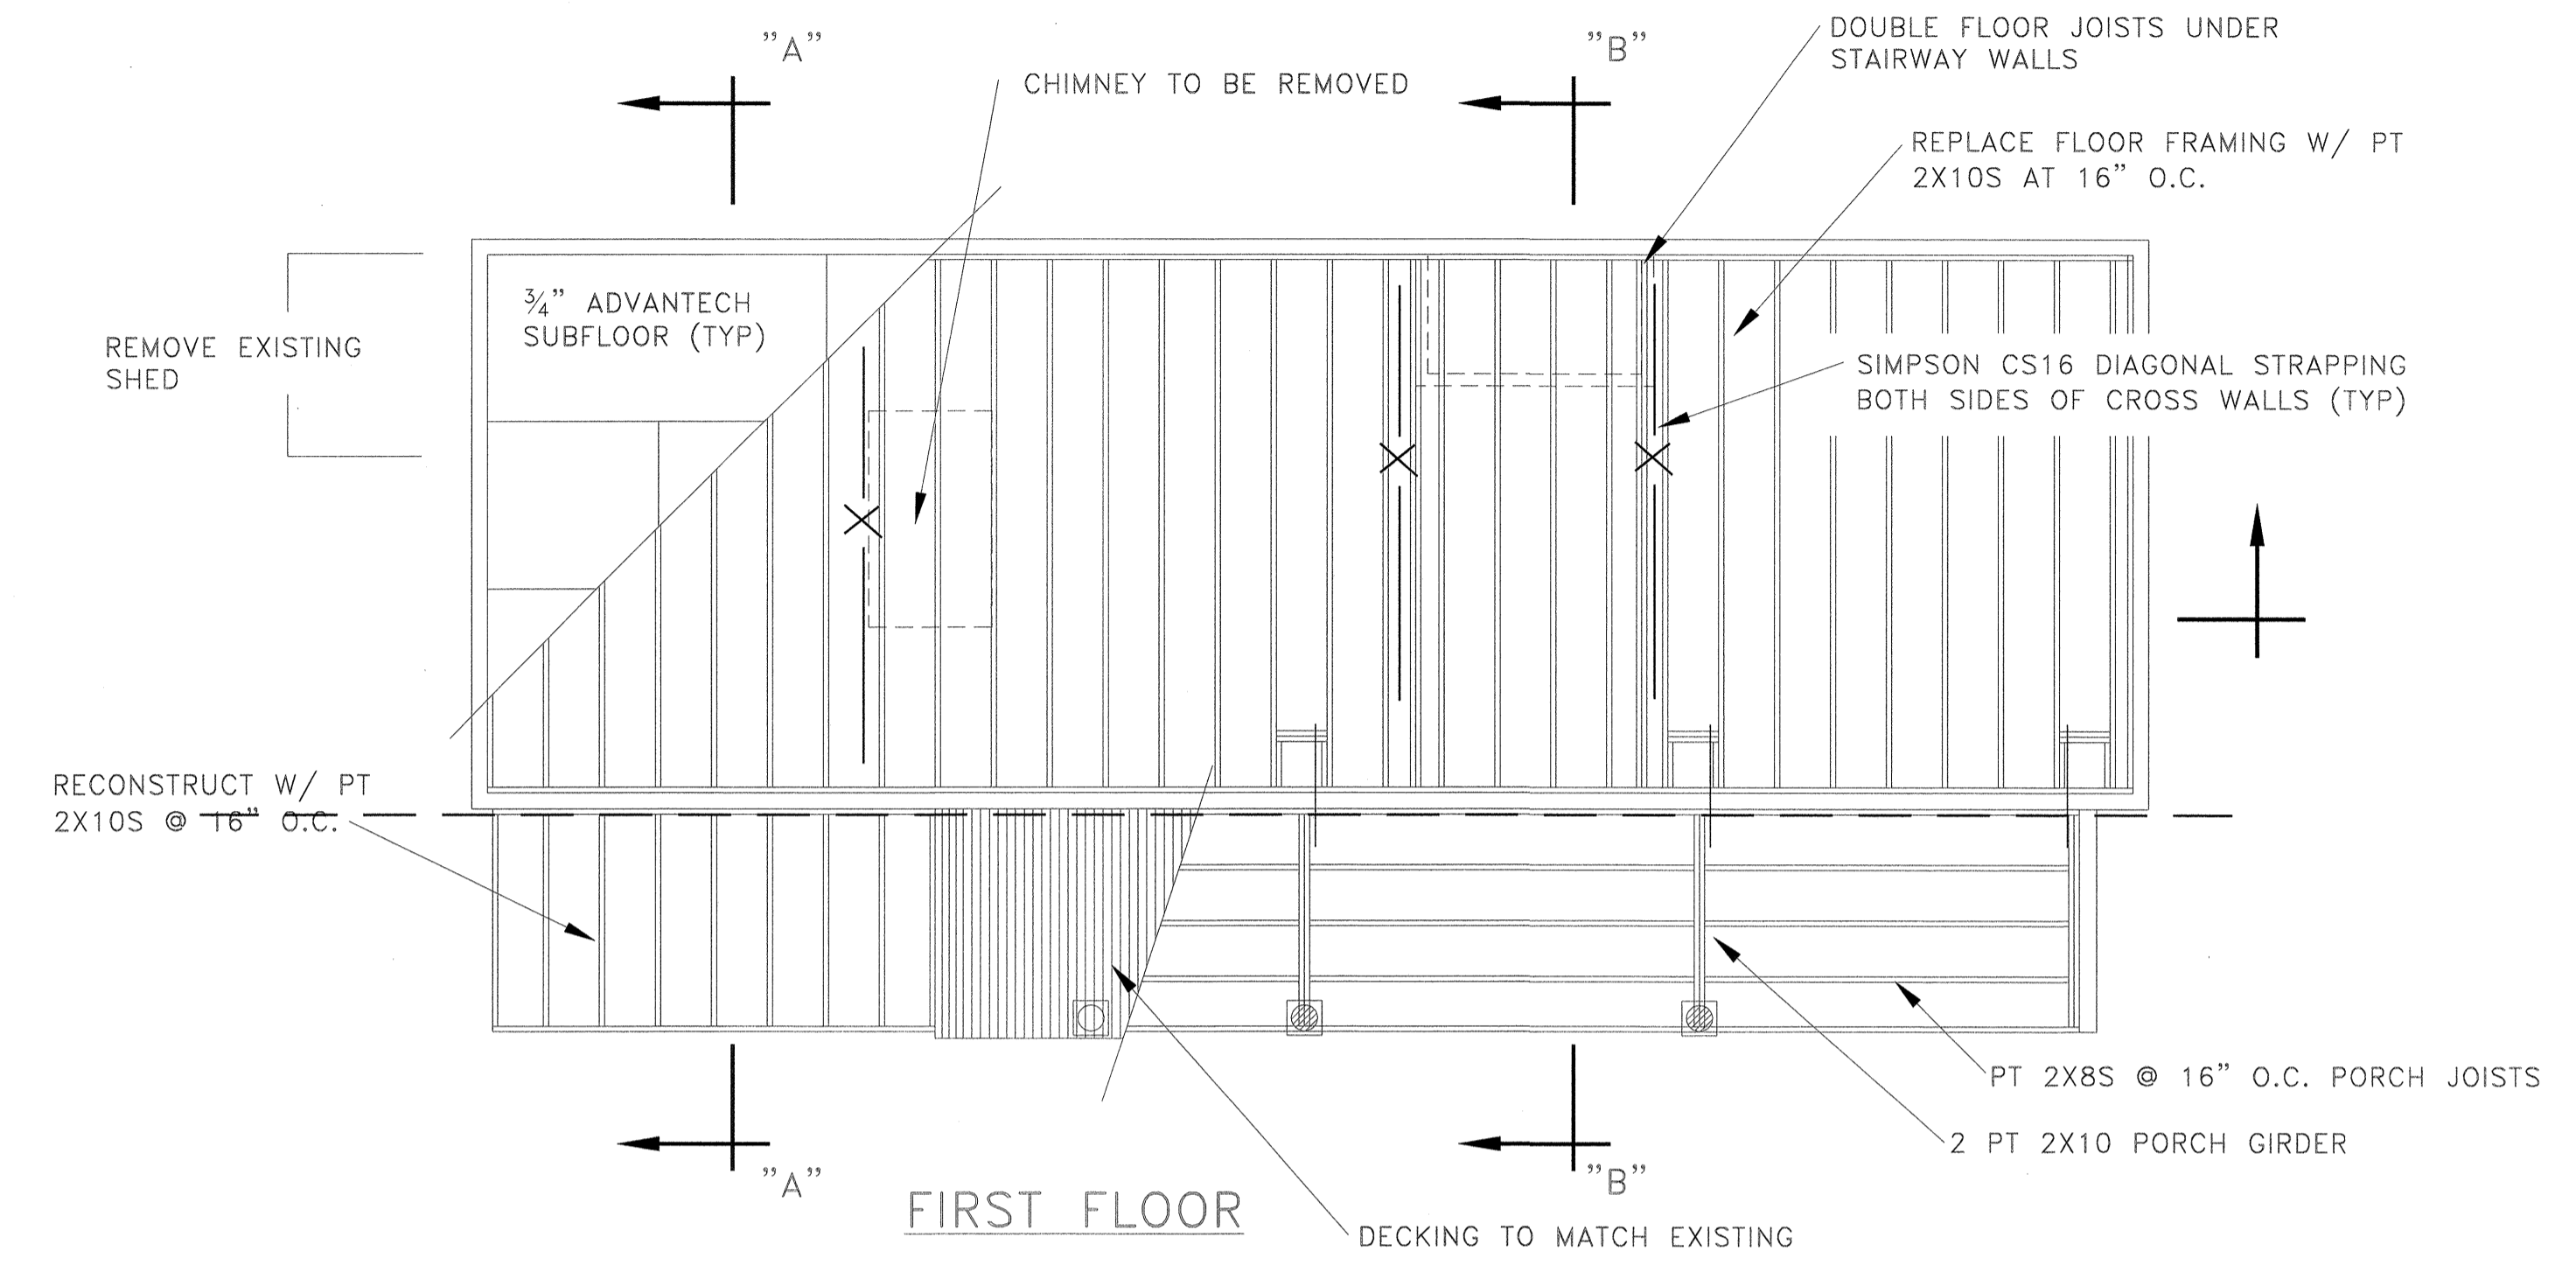 "A"
"B"
DOUBLE FLOOR JOISTS UNDER
STAIRWAY WALLS
CHIMNEY TO BE REMOVED
REPLACE FLOOR FRAMING W/ PT
2X10S AT 16" O.C.
¾" ADVANTECH
SUBFLOOR (TYP)
REMOVE EXISTING
SHED
SIMPSON CS16 DIAGONAL STRAPPING
BOTH SIDES OF CROSS WALLS (TYP)
RECONSTRUCT W/ PT
2X10S @ 16" O.C.
PT 2X8S @ 16" O.C. PORCH JOISTS
2 PT 2X10 PORCH GIRDER
"A"
"B"
FIRST FLOOR
DECKING TO MATCH EXISTING